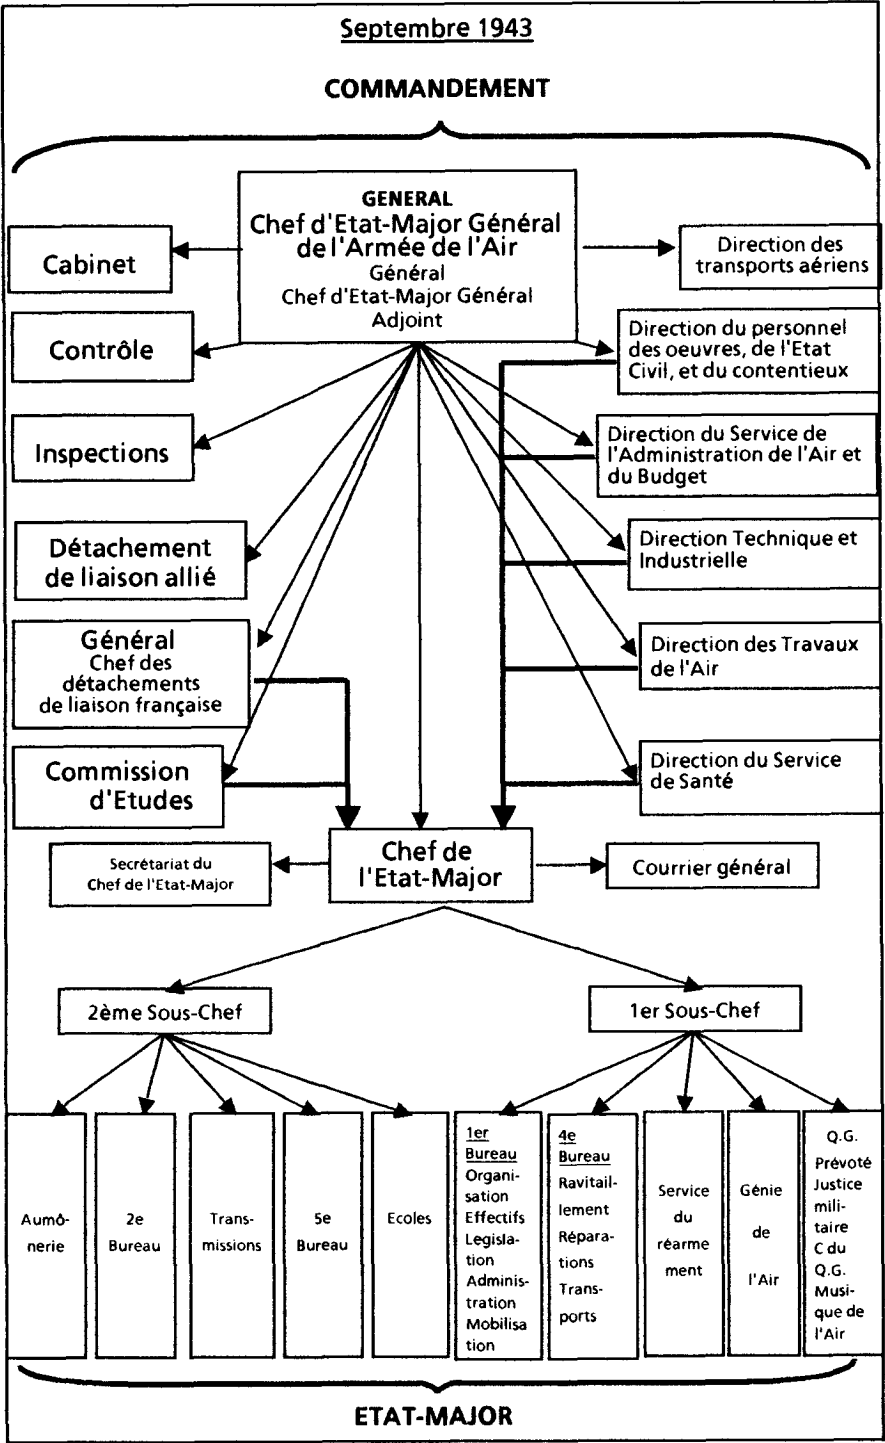 Septembre 1943
COMMANDEMENT
GENERAL
Chef d'Etat-Major Général
de l'Armée de l'Air
Général
Chef d'Etat-Major Général
Adjoint
Cabinet
Direction des
transports aériens
Contrôle
Direction du personnel
des oeuvres, de l'Etat
Civil, et du contentieux
Inspections
Direction du Service de
l'Administration de l'Air et
du Budget
Détachement
de liaison allié
Direction Technique et
Industrielle
Général
Chef des
détachements
de liaison française
Direction des Travaux
de l'Air
Commission
d'Etudes
Direction du Service
de Santé
Chef de
l'Etat-Major
Secrétariat du
Chef de l'Etat-Major
Courrier général
2ème Sous-Chef
1er Sous-Chef
Aumô-
nerie
2e
Bureau
Trans-
missions
5e
Bureau
Ecoles
1er
Bureau
Organi-
sation
Effectifs
Legisla-
tion
Adminis-
tration
Mobilisa
tion
4e
Bureau
Ravitail-
lement
Répara-
tions
Trans-
ports
Service
du
réarme
ment
Génie
de
l'Air
Q.G.
Prévoté
Justice
mili-
taire
C du
Q.G.
Musi-
que de
l'Air
ETAT-MAJOR